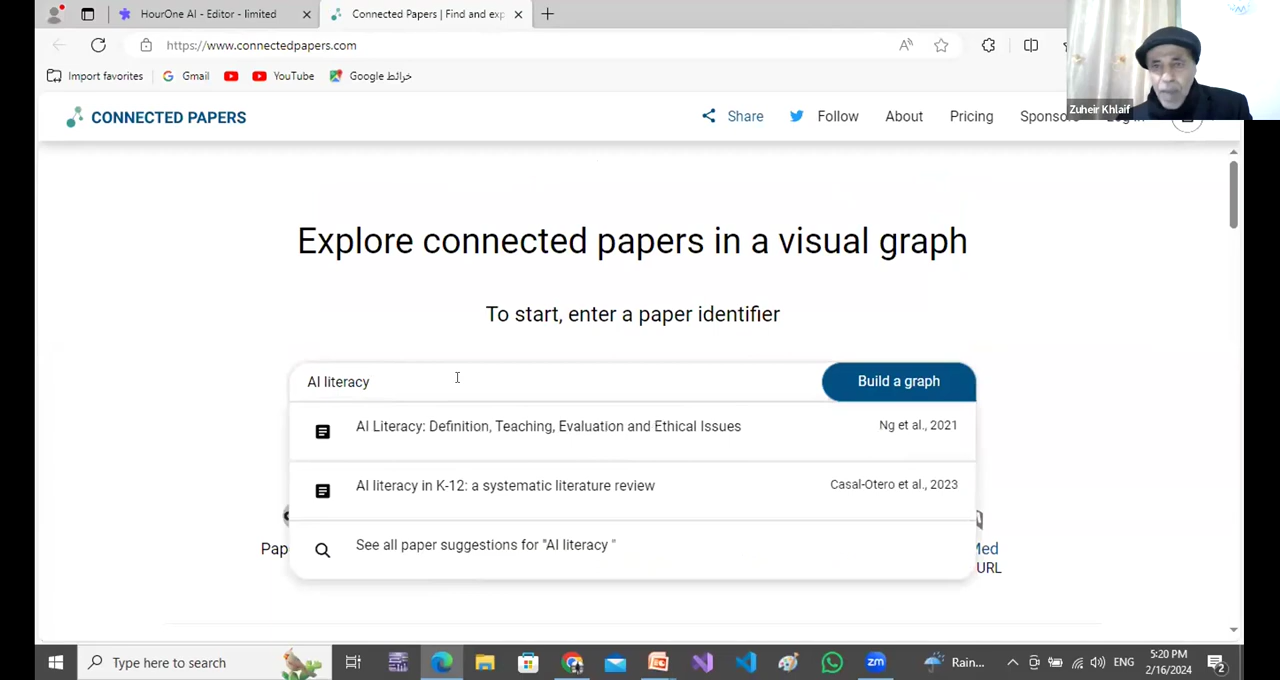 HourOne AI - Editor - limited
Connected Papers | Find and exp
https://www.connectedpapers.com
Import favorites
Gmail
YouTube
خرائط Google
Zuheir Khlaif
CONNECTED PAPERS
Share
Follow
About
Pricing
Sponsors
Explore connected papers in a visual graph
To start, enter a paper identifier
AI literacy
Build a graph
AI Literacy: Definition, Teaching, Evaluation and Ethical Issues
Ng et al., 2021
AI literacy in K-12: a systematic literature review
Casal-Otero et al., 2023
See all paper suggestions for "AI literacy "
Pap
Med
URL
Type here to search
zm
Rain...
ENG
5:20 PM
2/16/2024
2